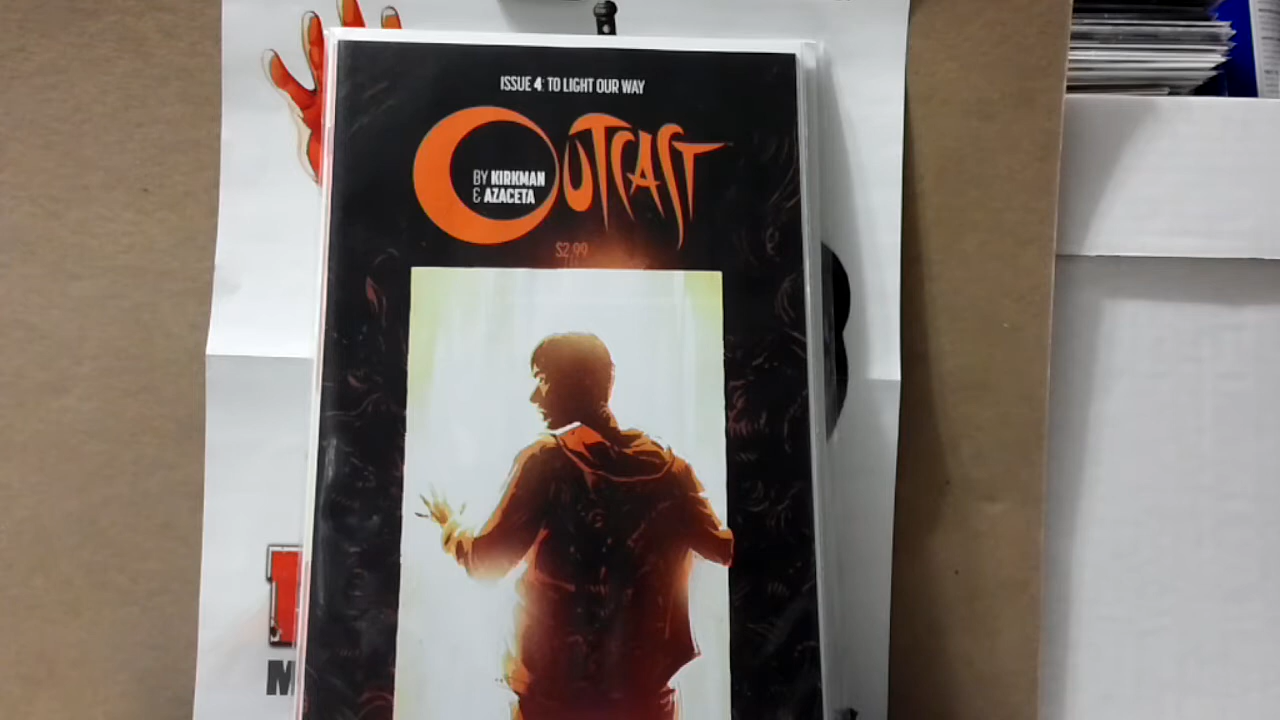 ISSUE 4: TO LIGHT OUR WAY
OUTCAST
BY KIRKMAN
& AZACETA
$2.99
M